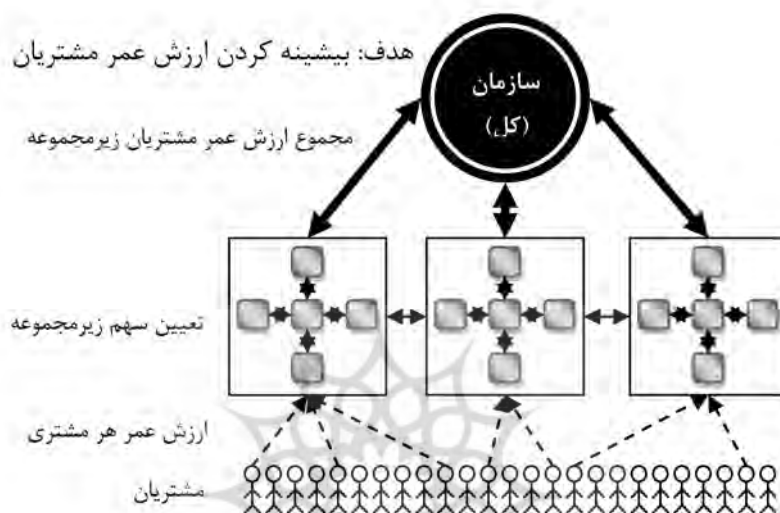 هدف: بیشینه کردن ارزش عمر مشتریان
سازمان
(کل)
مجموع ارزش عمر مشتریان زیرمجموعه
تعیین سهم زیرمجموعه
ارزش عمر هر مشتری
مشتریان